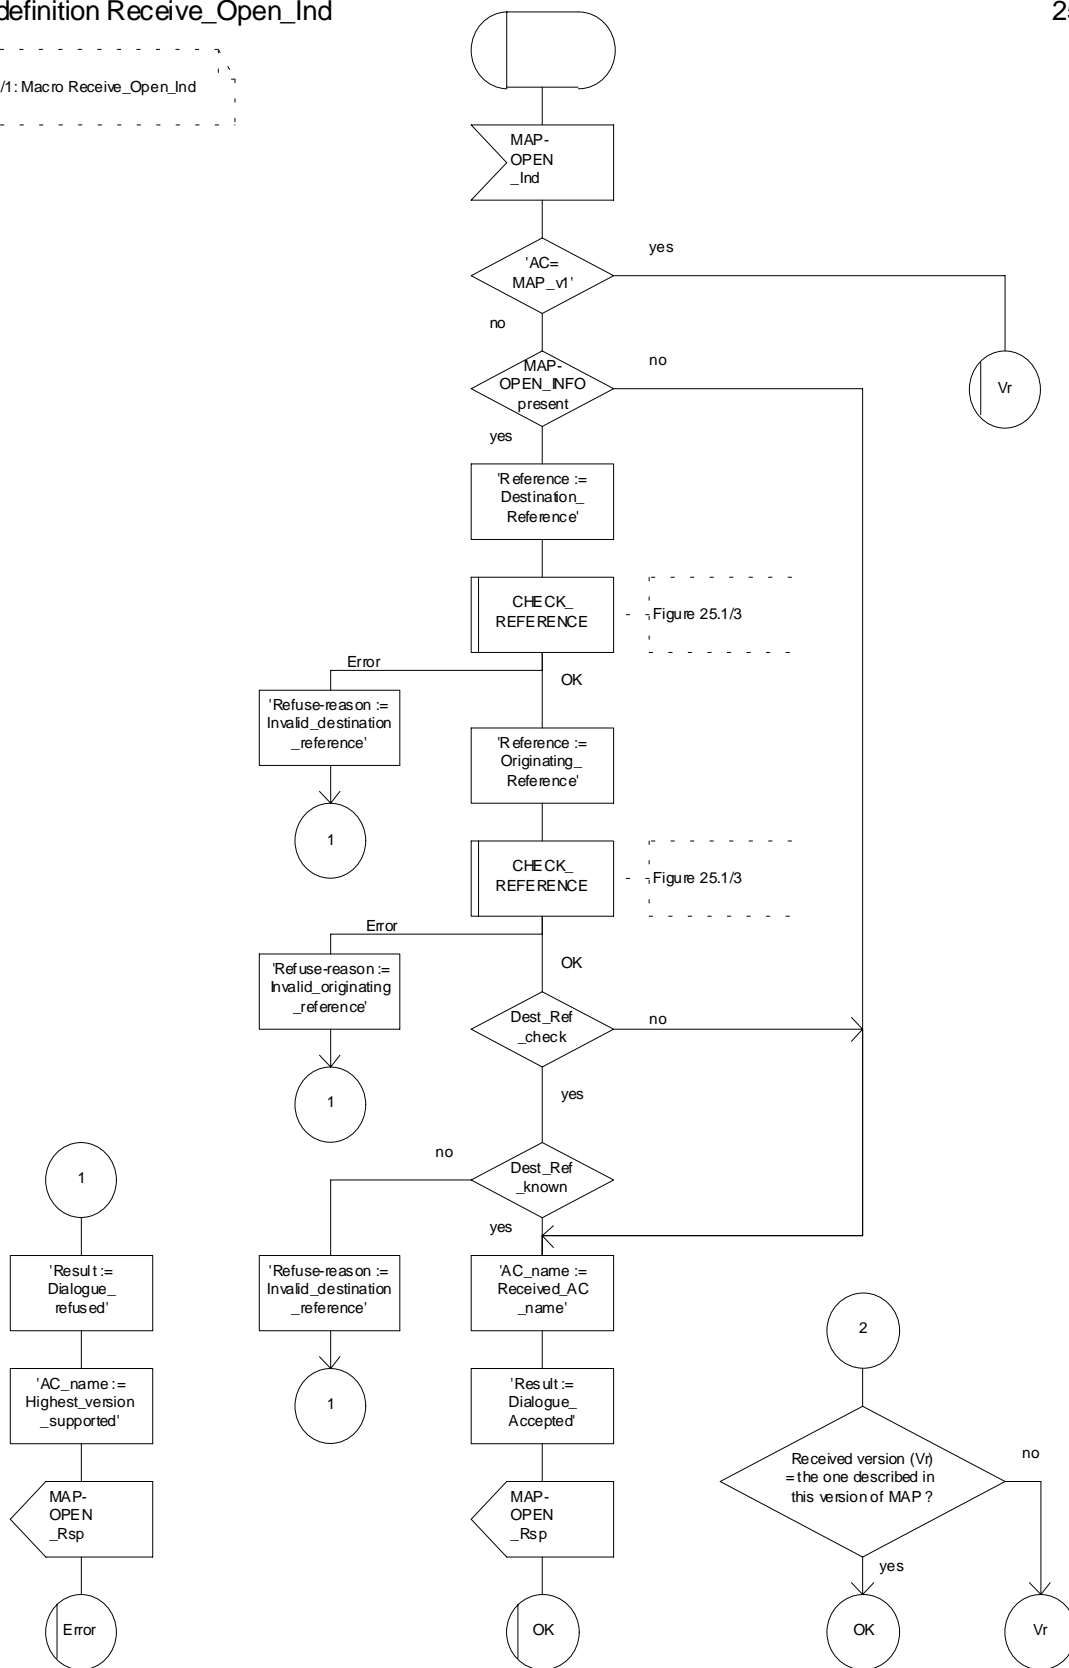 definition Receive_Open_Ind
25
/1: Macro Receive_Open_Ind
MAP-
OPEN
_Ind
yes
'AC=
MAP_v1'
no
MAP-
OPEN_INFO
present
no
Vr
yes
'Reference :=
Destination_
Reference'
CHECK_
REFERENCE
Figure 25.1/3
Error
OK
'Refuse-reason :=
Invalid_destination
_reference'
'Reference :=
Originating_
Reference'
1
CHECK_
REFERENCE
Figure 25.1/3
Error
OK
'Refuse-reason :=
Invalid_originating
_reference'
Dest_Ref
_check
no
1
yes
no
Dest_Ref
_known
1
yes
'Result :=
Dialogue_
refused'
'Refuse-reason :=
Invalid_destination
_reference'
'AC_name :=
Received_AC
_name'
2
'AC_name :=
Highest_version
_supported'
1
'Result :=
Dialogue_
Accepted'
Received version (Vr)
= the one described in
this version of MAP ?
no
MAP-
OPEN
_Rsp
MAP-
OPEN
_Rsp
yes
Error
OK
OK
Vr